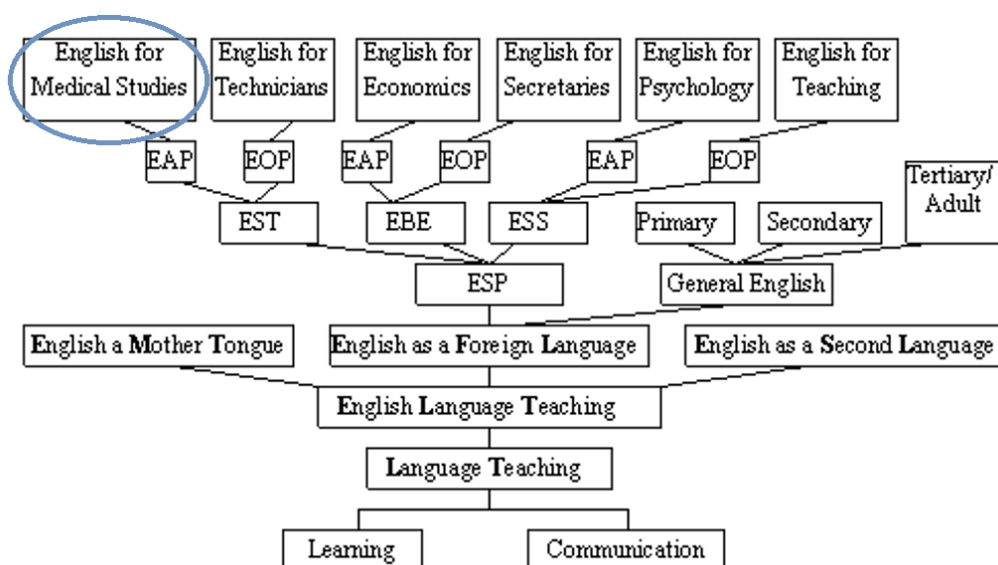 English for
Medical Studies
English for
Technicians
English for
Economics
English for
Secretaries
English for
Psychology
English for
Teaching
EAP
EOP
EAP
EOP
EAP
EOP
Tertiary/
Adult
EST
EBE
ESS
Primary
Secondary
ESP
General English
English a Mother Tongue
English as a Foreign Language
English as a Second Language
English Language Teaching
Language Teaching
Learning
Communication